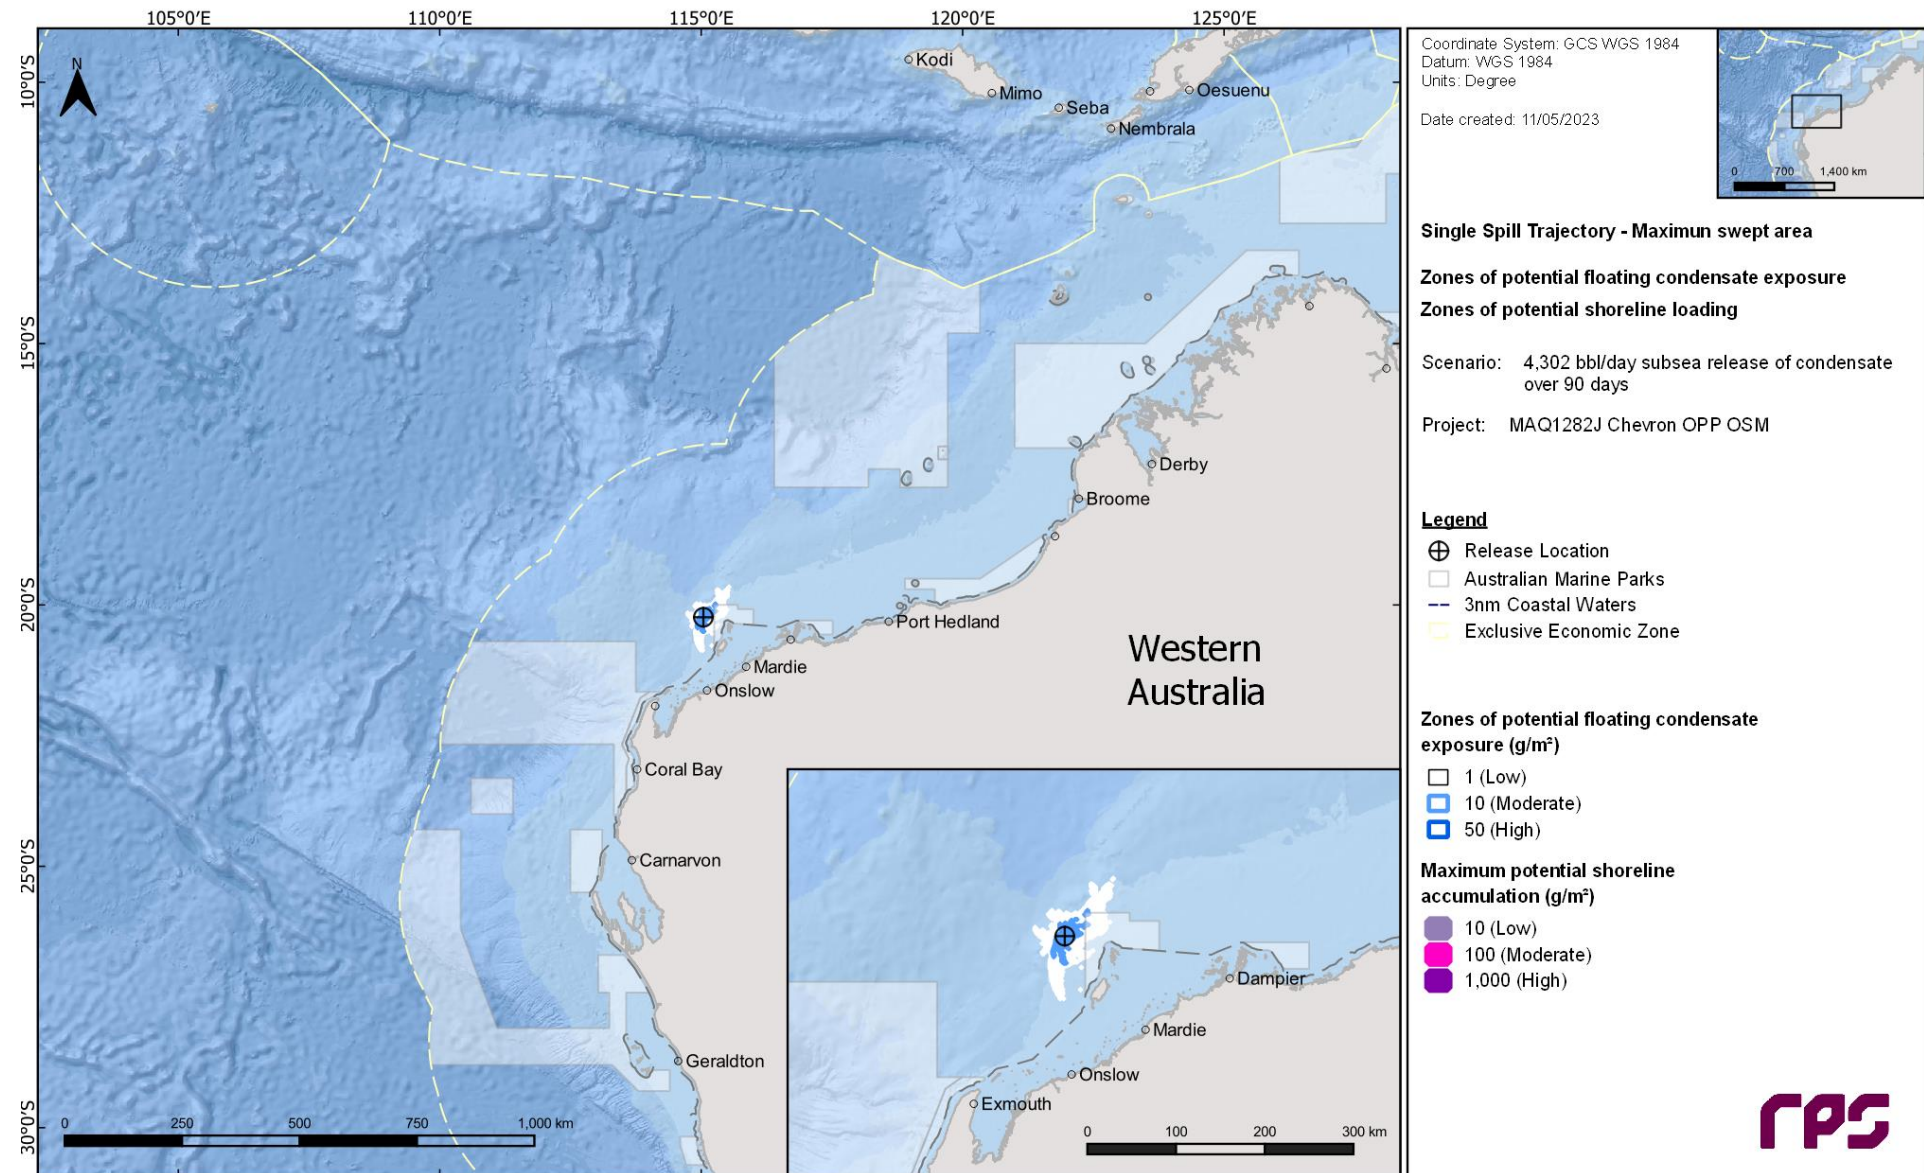 105°0'E
110°0'E
115°0'E
120°0'E
125°0'E
10°0'S
15°0'S
20°0'S
25°0'S
30°0'S
N
Kodi
Mimo
Seba
Oesuenu
Nembrala
Derby
Broome
Port Hedland
Western
Australia
Mardie
Onslow
Coral Bay
Carnarvon
Geraldton
0 250 500 750 1,000 km
Dampier
Mardie
Onslow
Exmouth
0 100 200 300 km
Coordinate System: GCS WGS 1984
Datum: WGS 1984
Units: Degree
Date created: 11/05/2023
0 700 1,400 km
Single Spill Trajectory - Maximun swept area
Zones of potential floating condensate exposure
Zones of potential shoreline loading
Scenario: 4,302 bbl/day subsea release of condensate
over 90 days
Project: MAQ1282J Chevron OPP OSM
Legend
Release Location
Australian Marine Parks
3nm Coastal Waters
Exclusive Economic Zone
Zones of potential floating condensate
exposure (g/m²)
1 (Low)
10 (Moderate)
50 (High)
Maximum potential shoreline
accumulation (g/m²)
10 (Low)
100 (Moderate)
1,000 (High)
rps